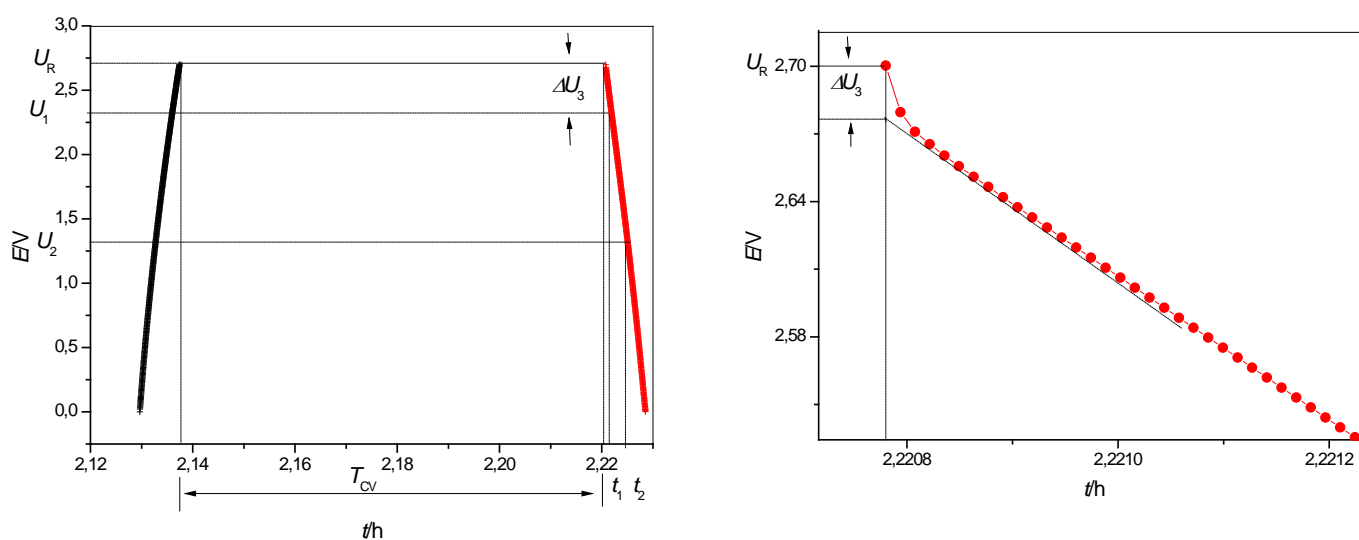 3,0
U_R
2,5
ΔU_3
U_1
2,0
1,5
U_2
E/V
1,0
0,5
0,0
2,12 2,14 2,16 2,18 2,20 2,22
T_CV t_1 t_2
t/h
U_R 2,70
ΔU_3
2,64
E/V
2,58
2,2208 2,2210 2,2212
t/h